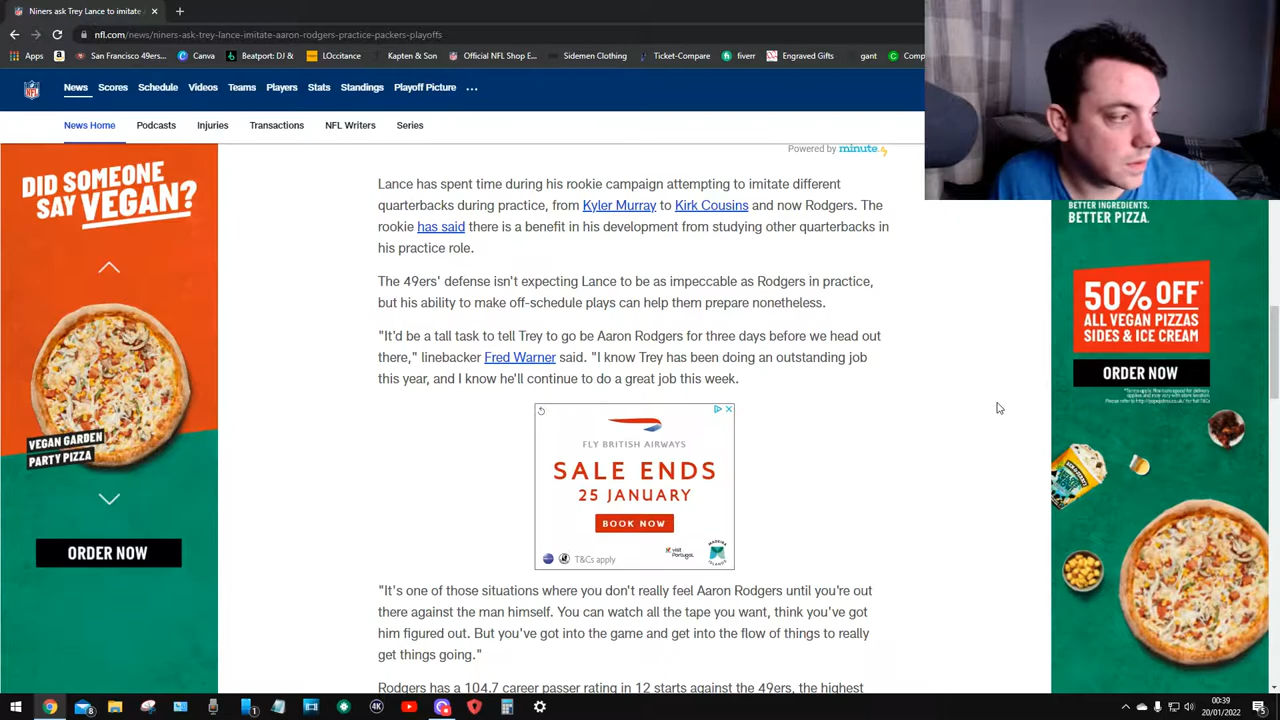 Niners ask Trey Lance to imitate
nfl.com/news/niners-ask-trey-lance-imitate-aaron-rodgers-practice-packers-playoffs
Apps
San Francisco 49ers...
Canva
Beatport: DJ &
LOccitance
Kapten & Son
Official NFL Shop E...
Sidemen Clothing
Ticket-Compare
fiverr
Engraved Gifts
gant
Comp
NFL
News
Scores
Schedule
Videos
Teams
Players
Stats
Standings
Playoff Picture
...
News Home
Podcasts
Injuries
Transactions
NFL Writers
Series
Powered by minute.ly
DID SOMEONE
SAY VEGAN?
VEGAN GARDEN
PARTY PIZZA
ORDER NOW
Lance has spent time during his rookie campaign attempting to imitate different
quarterbacks during practice, from Kyler Murray to Kirk Cousins and now Rodgers. The
rookie has said there is a benefit in his development from studying other quarterbacks in
his practice role.
The 49ers' defense isn't expecting Lance to be as impeccable as Rodgers in practice,
but his ability to make off-schedule plays can help them prepare nonetheless.
"It'd be a tall task to tell Trey to go be Aaron Rodgers for three days before we head out
there," linebacker Fred Warner said. "I know Trey has been doing an outstanding job
this year, and I know he'll continue to do a great job this week.
FLY BRITISH AIRWAYS
SALE ENDS
25 JANUARY
BOOK NOW
T&Cs apply
visit
Portugal
"It's one of those situations where you don't really feel Aaron Rodgers until you're out
there against the man himself. You can watch all the tape you want, think you've got
him figured out. But you've got into the game and get into the flow of things to really
get things going."
Rodgers has a 104.7 career passer rating in 12 starts against the 49ers, the highest
BETTER INGREDIENTS.
BETTER PIZZA.
50% OFF*
ALL VEGAN PIZZAS
SIDES & ICE CREAM
ORDER NOW
00:39
20/01/2022